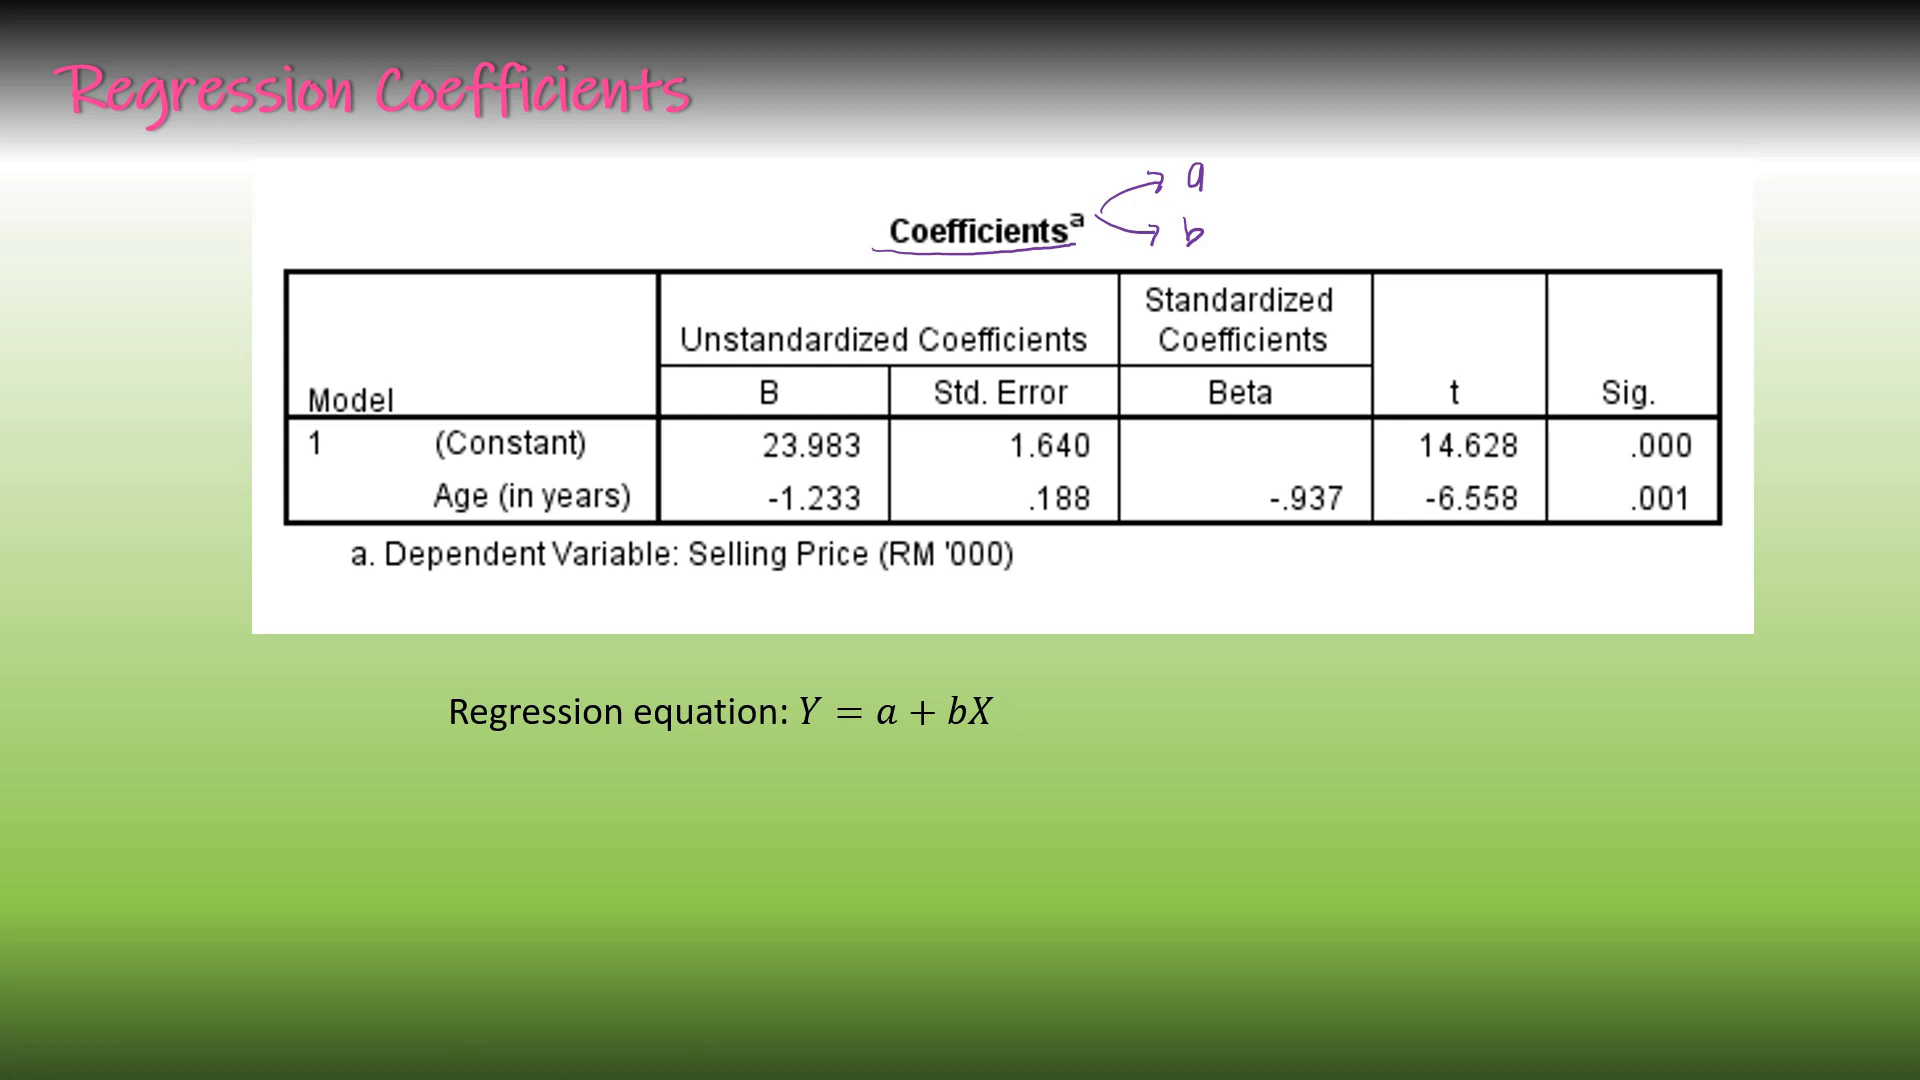 Regression Coefficients
a
Coefficientsᵃ
b
Model Unstandardized Coefficients Standardized Coefficients t Sig.
B Std. Error Beta
1 (Constant) 23.983 1.640 14.628 .000
Age (in years) -1.233 .188 -.937 -6.558 .001
a. Dependent Variable: Selling Price (RM '000)
Regression equation: Y = a + bX